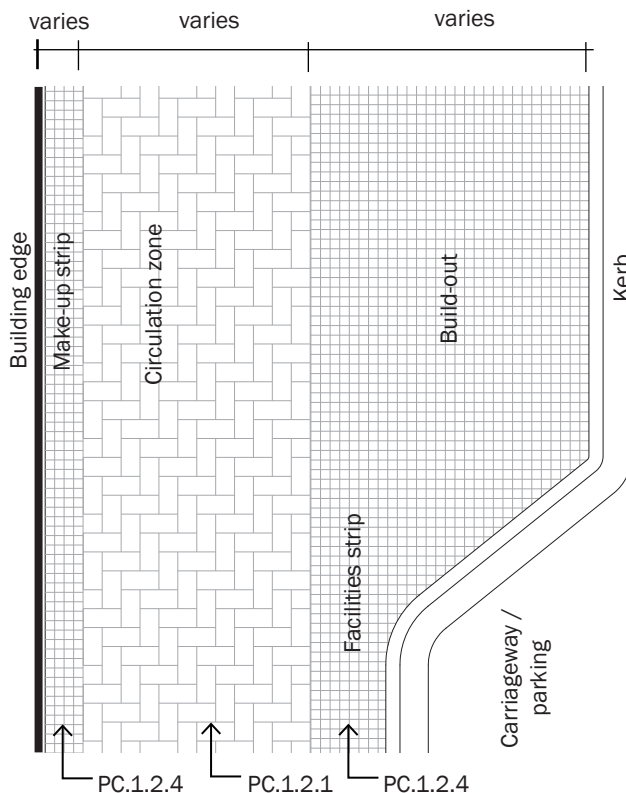 varies
varies
varies
Building edge
Make-up strip
Circulation zone
Build-out
Kerb
Facilities strip
Carriageway /
parking
PC.1.2.4
PC.1.2.1
PC.1.2.4